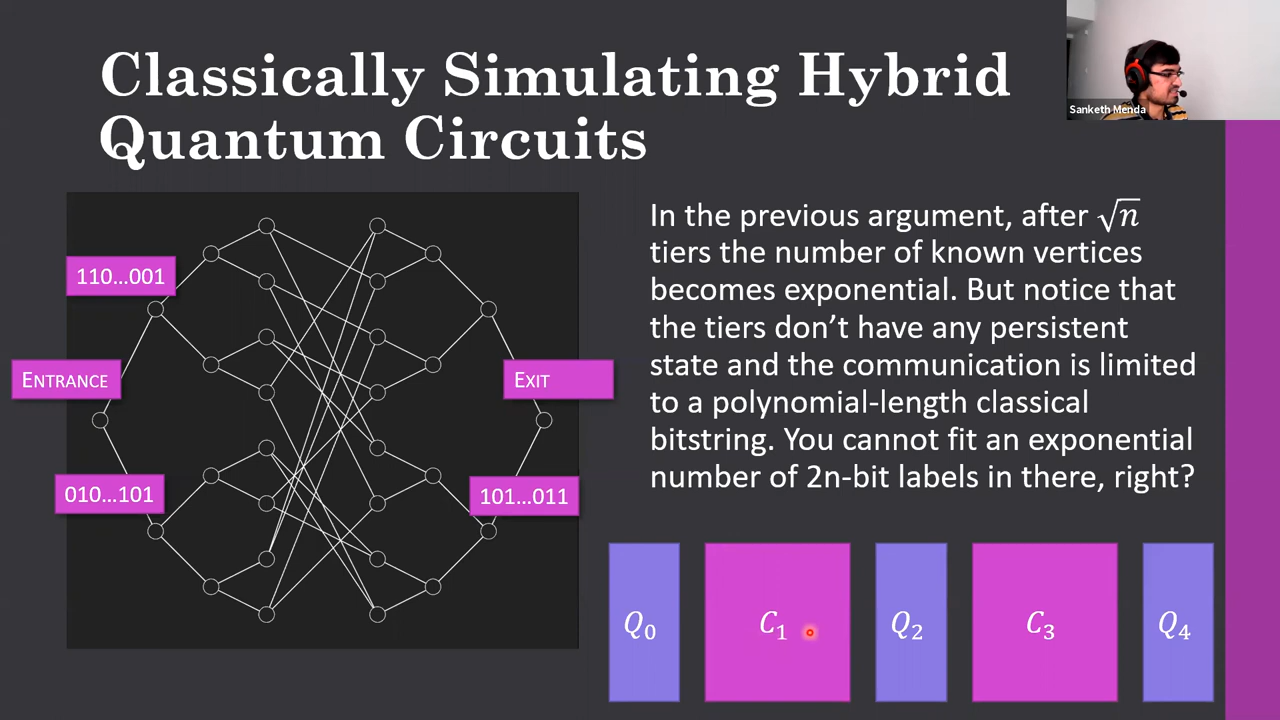 Classically Simulating Hybrid
Quantum Circuits
Sanketh Menda
110…001
ENTRANCE
010…101
EXIT
101…011
In the previous argument, after √n
tiers the number of known vertices
becomes exponential. But notice that
the tiers don’t have any persistent
state and the communication is limited
to a polynomial-length classical
bitstring. You cannot fit an exponential
number of 2n-bit labels in there, right?
Q₀
C₁
Q₂
C₃
Q₄